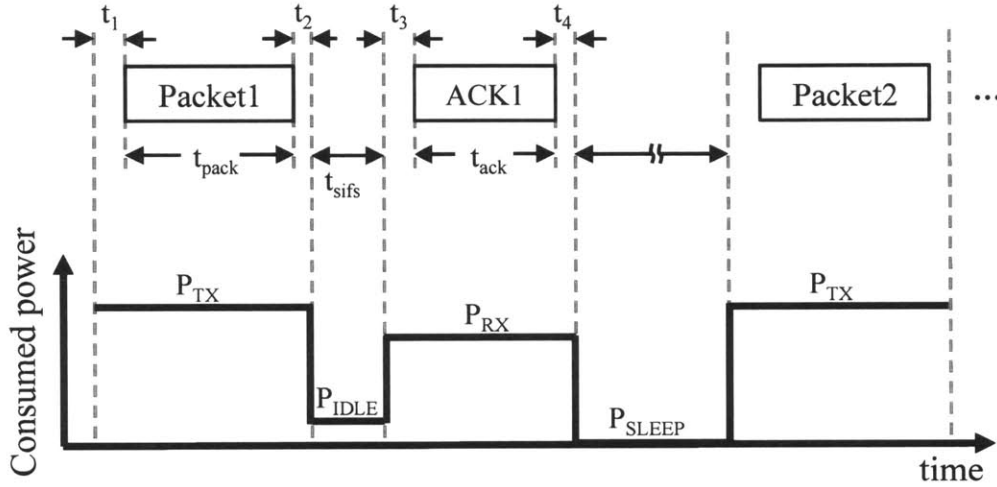 t1 t2 t3 t4
Packet1 ACK1 Packet2 ...
tpack tsifs tack
Consumed power
PTX PIDLE PRX PSLEEP PTX
time